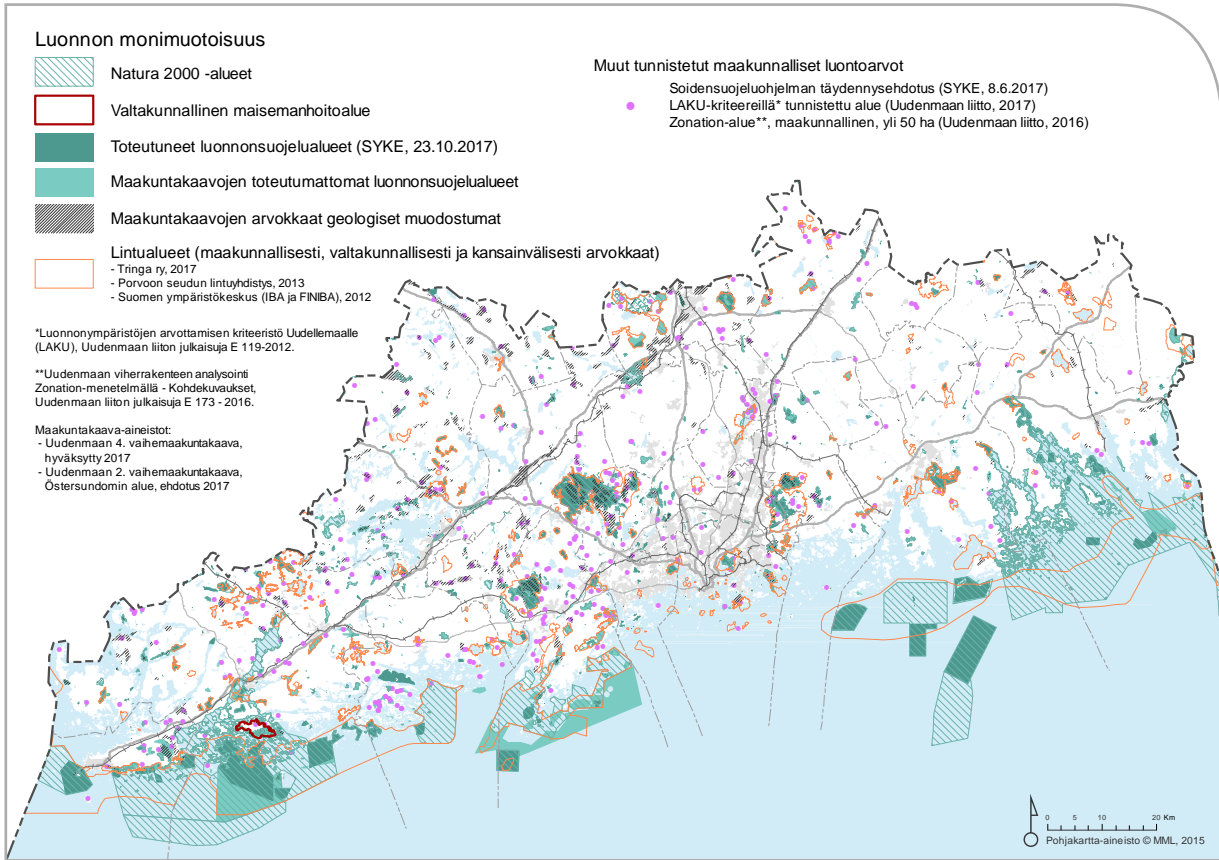 Luonnon monimuotoisuus
Natura 2000 -alueet
Valtakunnallinen maisemanhoitoalue
Toteutuneet luonnonsuojelualueet (SYKE, 23.10.2017)
Maakuntakaavojen toteutumattomat luonnonsuojelualueet
Maakuntakaavojen arvokkaat geologiset muodostumat
Lintualueet (maakunnallisesti, valtakunnallisesti ja kansainvälisesti arvokkaat)
- Tringa ry, 2017
- Porvoon seudun lintuyhdistys, 2013
- Suomen ympäristökeskus (IBA ja FINIBA), 2012
*Luonnonympäristöjen arvottamisen kriteeristö Uudellemaalle
(LAKU), Uudenmaan liiton julkaisuja E 119-2012.
**Uudenmaan viherrakenteen analysointi
Zonation-menetelmällä - Kohdekuvaukset,
Uudenmaan liiton julkaisuja E 173 - 2016.
Maakuntakaava-aineistot:
- Uudenmaan 4. vaihemaakuntakaava,
hyväksytty 2017
- Uudenmaan 2. vaihemaakuntakaava,
Östersundomin alue, ehdotus 2017
Muut tunnistetut maakunnalliset luontoarvot
Soidensuojeluohjelman täydennysehdotus (SYKE, 8.6.2017)
LAKU-kriteereillä* tunnistettu alue (Uudenmaan liitto, 2017)
Zonation-alue**, maakunnallinen, yli 50 ha (Uudenmaan liitto, 2016)
0 5 10 20 Km
Pohjakartta-aineisto © MML, 2015